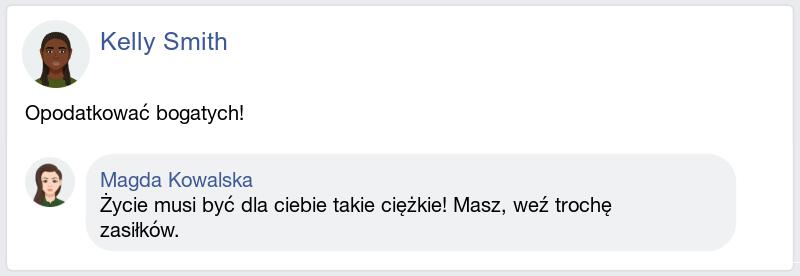 Kelly Smith
Opodatkować bogatych!
Magda Kowalska
Życie musi być dla ciebie takie ciężkie! Masz, weź trochę
zasiłków.